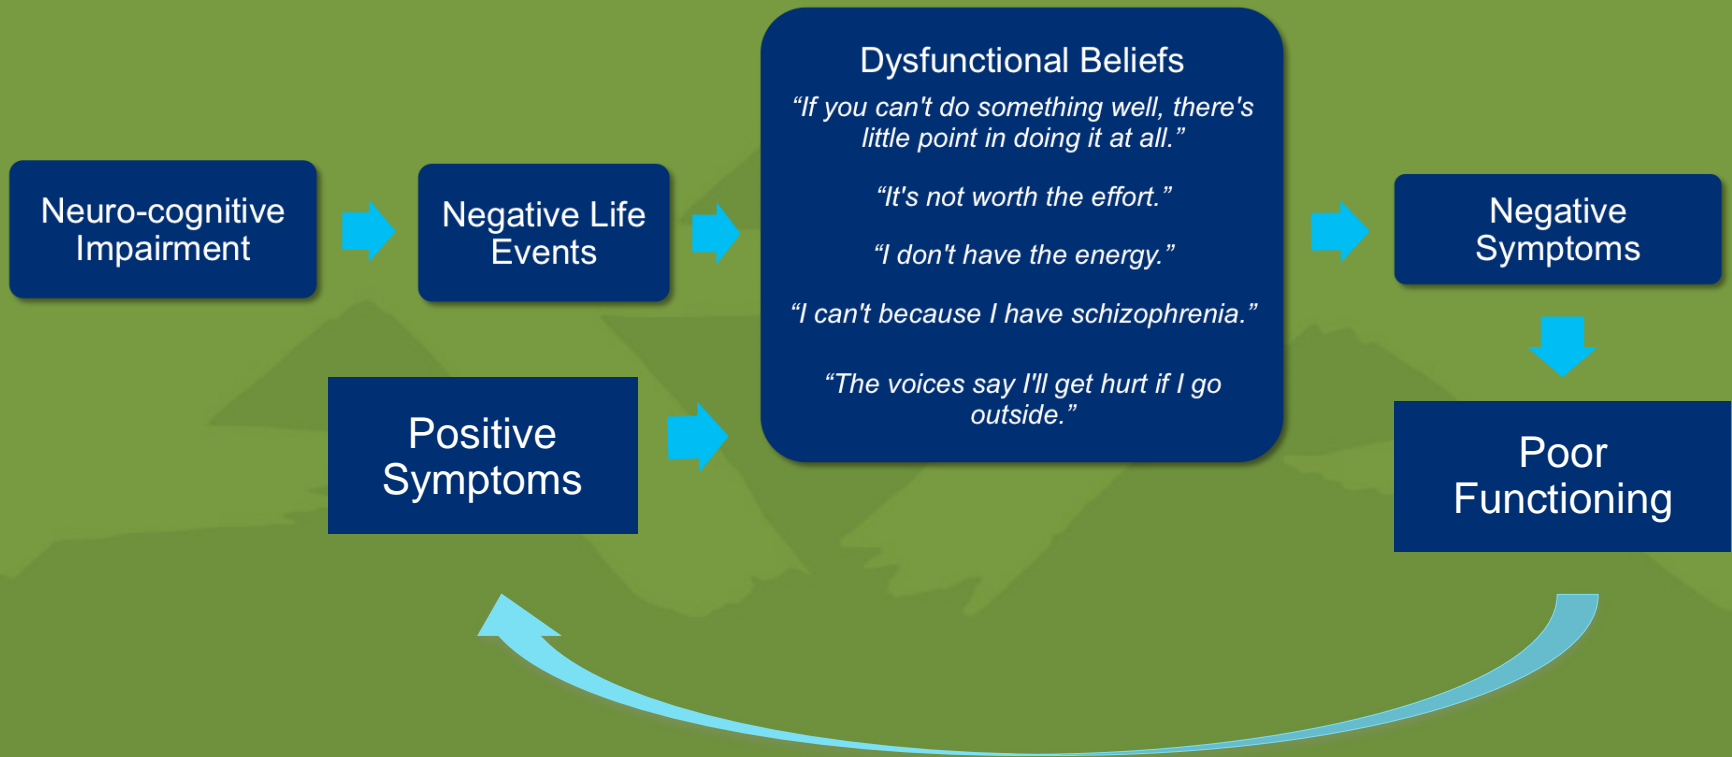 Neuro-cognitive
Impairment
Negative Life
Events
Dysfunctional Beliefs
“If you can't do something well, there's
little point in doing it at all.”
“It's not worth the effort.”
“I don't have the energy.”
“I can't because I have schizophrenia.”
“The voices say I'll get hurt if I go
outside.”
Negative
Symptoms
Positive
Symptoms
Poor
Functioning